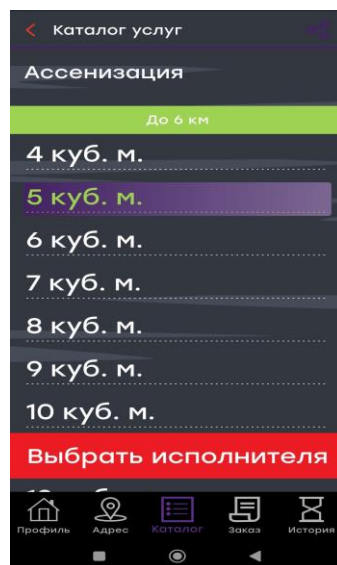 Каталог услуг
Ассенизация
До 6 км
4 куб. м.
5 куб. м.
6 куб. м.
7 куб. м.
8 куб. м.
9 куб. м.
10 куб. м.
Выбрать исполнителя
Профиль Адрес Каталог Заказ История